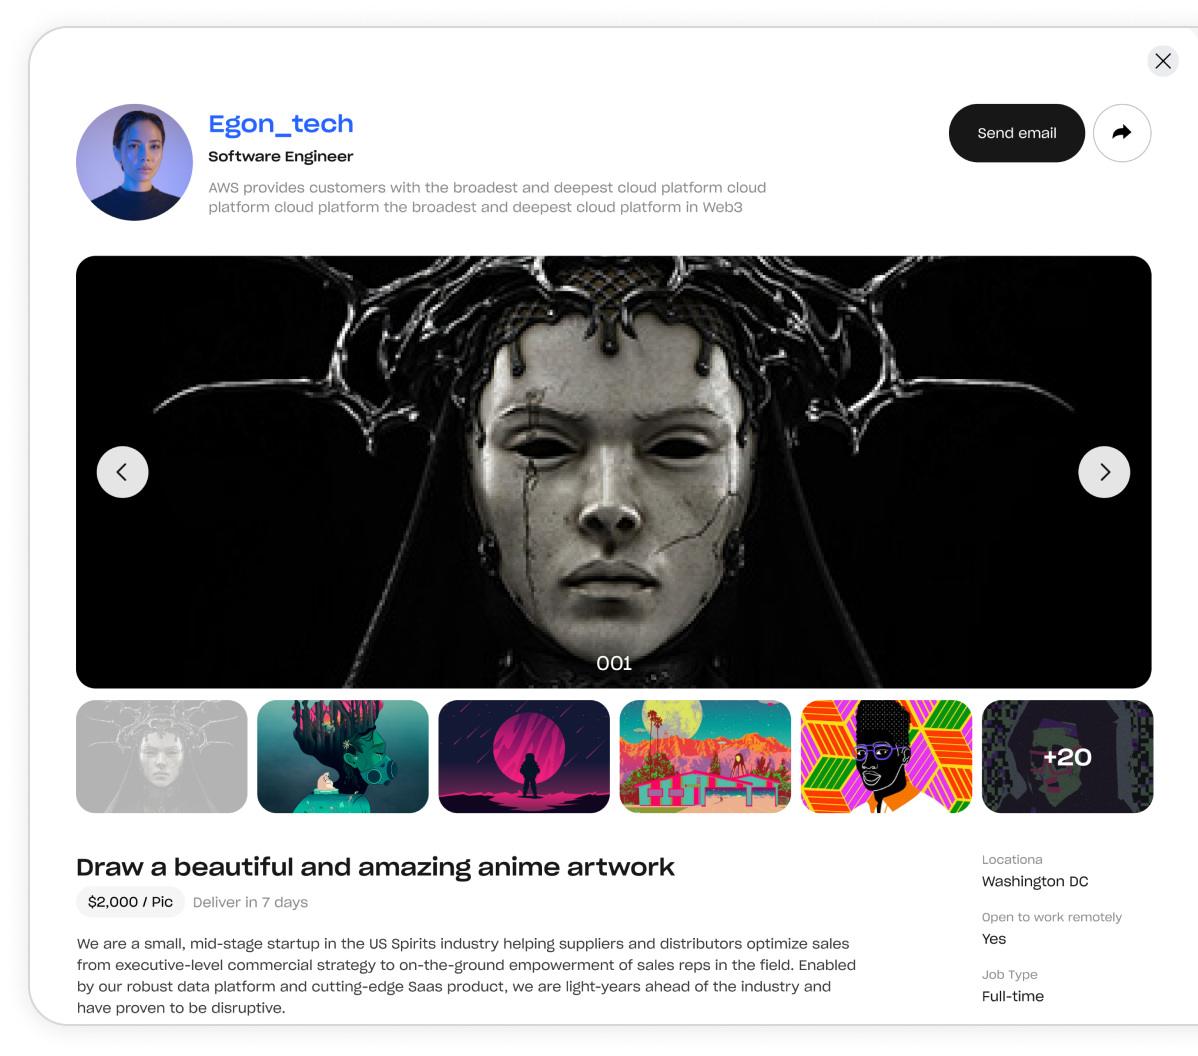 Egon_tech
Send email
Software Engineer
AWS provides customers with the broadest and deepest cloud platform cloud
platform cloud platform the broadest and deepest cloud platform in Web3
001
+20
Draw a beautiful and amazing anime artwork
$2,000 / Pic
Deliver in 7 days
We are a small, mid-stage startup in the US Spirits industry helping suppliers and distributors optimize sales
from executive-level commercial strategy to on-the-ground empowerment of sales reps in the field. Enabled
by our robust data platform and cutting-edge Saas product, we are light-years ahead of the industry and
have proven to be disruptive.
Locationa
Washington DC
Open to work remotely
Yes
Job Type
Full-time